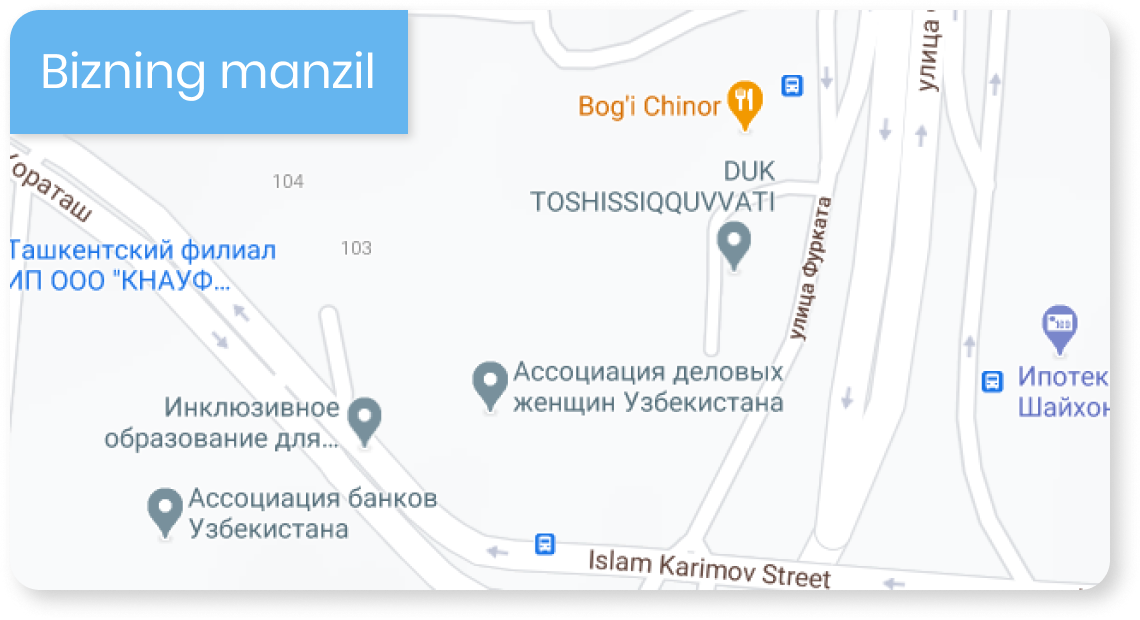 Bizning manzil
улица
Bog'i Chinor
DUK
TOSHISSIQQUVVATI
104
103
Ташкентский филиал
ИП ООО "КНАУФ...
улица Фурката
Ассоциация деловых
женщин Узбекистана
Ипотек
Шайхон
Инклюзивное
образование для...
Ассоциация банков
Узбекистана
Islam Karimov Street